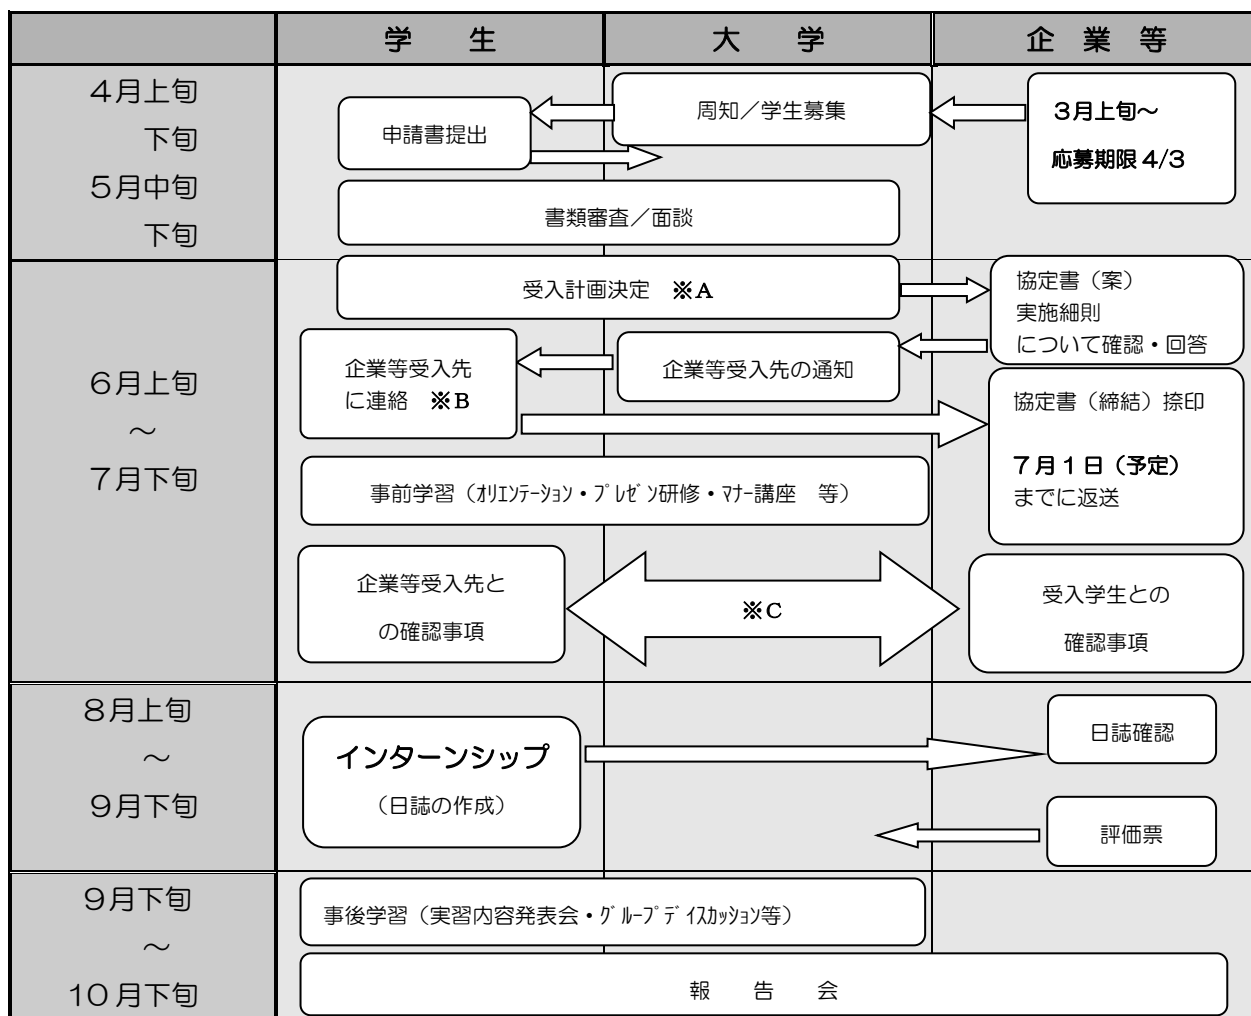 学　生
大　学
企　業　等
4月上旬
下旬
5月中旬
下旬
申請書提出
周知／学生募集
3月上旬～
応募期限 4/3
書類審査／面談
6月上旬
～
7月下旬
受入計画決定　※A
協定書（案）
実施細則
について確認・回答
企業等受入先
に連絡　※B
企業等受入先の通知
協定書（締結）捺印
7月1日（予定）
までに返送
事前学習（ｵﾘｴﾝﾃｰｼｮﾝ・ﾌﾟﾚｾﾞﾝ研修・ﾏﾅｰ講座　等）
企業等受入先と
の確認事項
※C
受入学生との
確認事項
8月上旬
～
9月下旬
インターンシップ
（日誌の作成）
日誌確認
評価票
9月下旬
～
10月下旬
事後学習（実習内容発表会・ｸﾞﾙｰﾌﾟﾃﾞｲｽｶｯｼｮﾝ等）
報　告　会